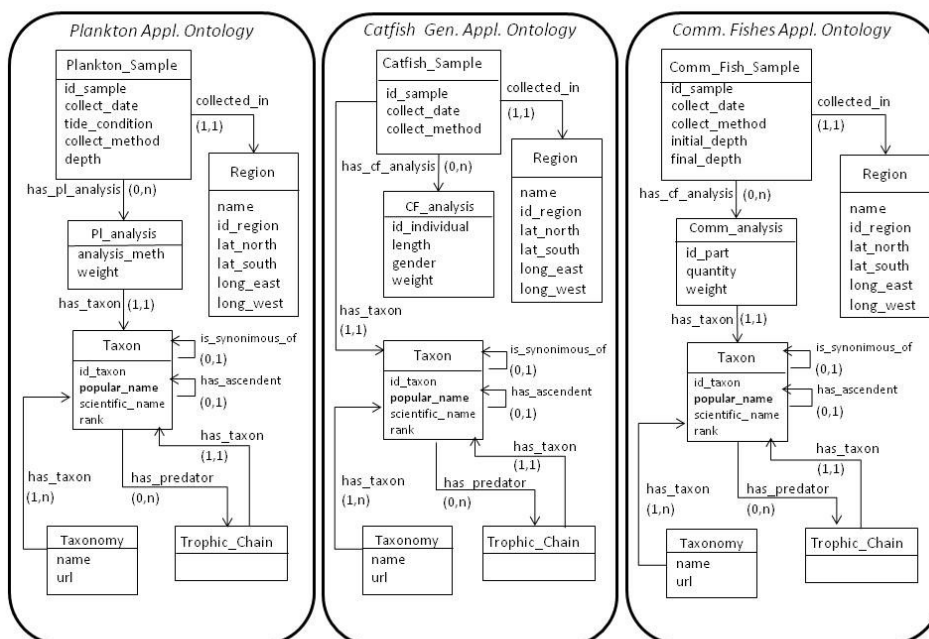 Plankton Appl. Ontology
Plankton_Sample
id_sample
collect_date
tide_condition
collect_method
depth
collected_in
(1,1)
Region
name
id_region
lat_north
lat_south
long_east
long_west
has_pl_analysis
(0,n)
Pl_analysis
analysis_meth
weight
has_taxon
(1,1)
Taxon
id_taxon
popular_name
scientific_name
rank
is_synonimous_of
(0,1)
has_ascendent
(0,1)
has_taxon
(1,1)
has_taxon
(1,n)
has_predator
(0,n)
Taxonomy
name
url
Trophic_Chain
Catfish Gen. Appl. Ontology
Catfish_Sample
id_sample
collect_date
collect_method
collected_in
(1,1)
Region
name
id_region
lat_north
lat_south
long_east
long_west
has_cf_analysis
(0,n)
CF_analysis
id_individual
length
gender
weight
has_taxon
(1,1)
Taxon
id_taxon
popular_name
scientific_name
rank
is_synonimous_of
(0,1)
has_ascendent
(0,1)
has_taxon
(1,1)
has_taxon
(1,n)
has_predator
(0,n)
Taxonomy
name
url
Trophic_Chain
Comm. Fishes Appl. Ontology
Comm_Fish_Sample
id_sample
collect_date
collect_method
initial_depth
final_depth
collected_in
(1,1)
Region
name
id_region
lat_north
lat_south
long_east
long_west
has_cf_analysis
(0,n)
Comm_analysis
id_part
quantity
weight
has_taxon
(1,1)
Taxon
id_taxon
popular_name
scientific_name
rank
is_synonimous_of
(0,1)
has_ascendent
(0,1)
has_taxon
(1,1)
has_taxon
(1,n)
has_predator
(0,n)
Taxonomy
name
url
Trophic_Chain